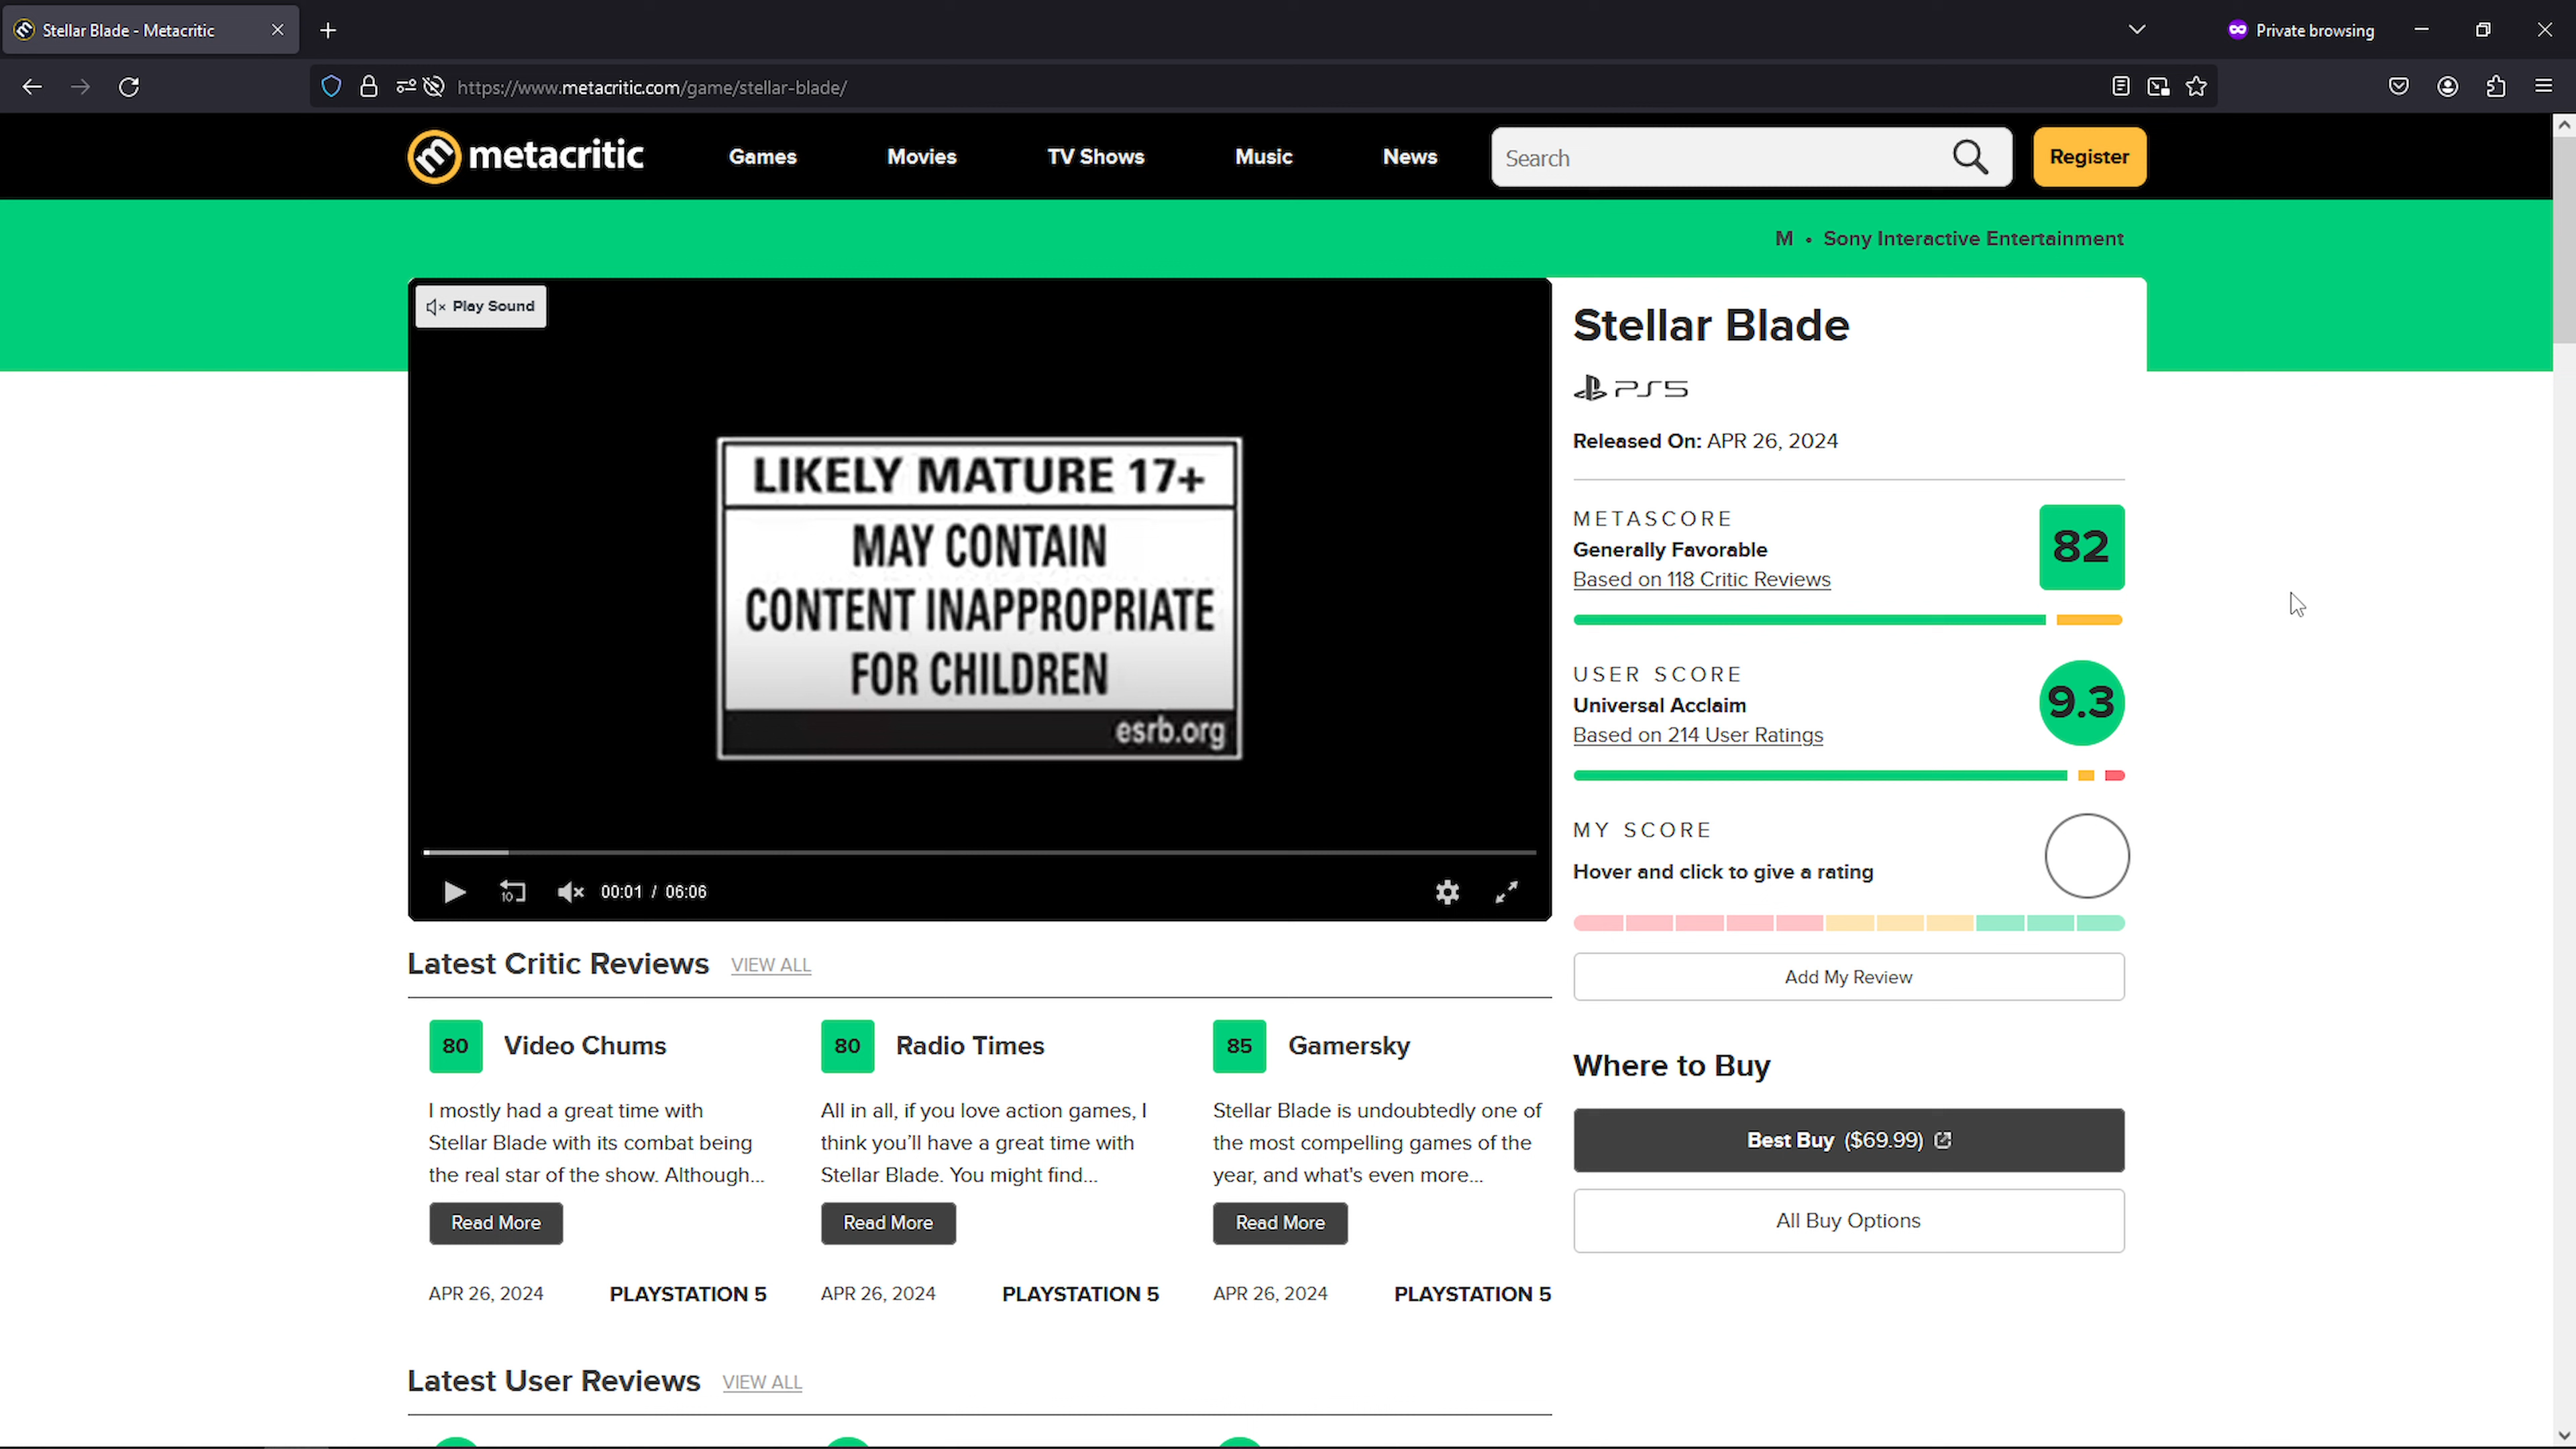 Stellar Blade - Metacritic
Private browsing
https://www.metacritic.com/game/stellar-blade/
metacritic
Games
Movies
TV Shows
Music
News
Search
Register
M • Sony Interactive Entertainment
Play Sound
LIKELY MATURE 17+
MAY CONTAIN
CONTENT INAPPROPRIATE
FOR CHILDREN
esrb.org
10
00:01 / 06:06
Stellar Blade
PS5
Released On: APR 26, 2024
METASCORE
Generally Favorable
Based on 118 Critic Reviews
82
USER SCORE
Universal Acclaim
Based on 214 User Ratings
9.3
MY SCORE
Hover and click to give a rating
Add My Review
Where to Buy
Best Buy ($69.99)
All Buy Options
Latest Critic Reviews VIEW ALL
80 Video Chums
I mostly had a great time with
Stellar Blade with its combat being
the real star of the show. Although...
Read More
APR 26, 2024 PLAYSTATION 5
80 Radio Times
All in all, if you love action games, I
think you'll have a great time with
Stellar Blade. You might find...
Read More
APR 26, 2024 PLAYSTATION 5
85 Gamersky
Stellar Blade is undoubtedly one of
the most compelling games of the
year, and what's even more...
Read More
APR 26, 2024 PLAYSTATION 5
Latest User Reviews VIEW ALL